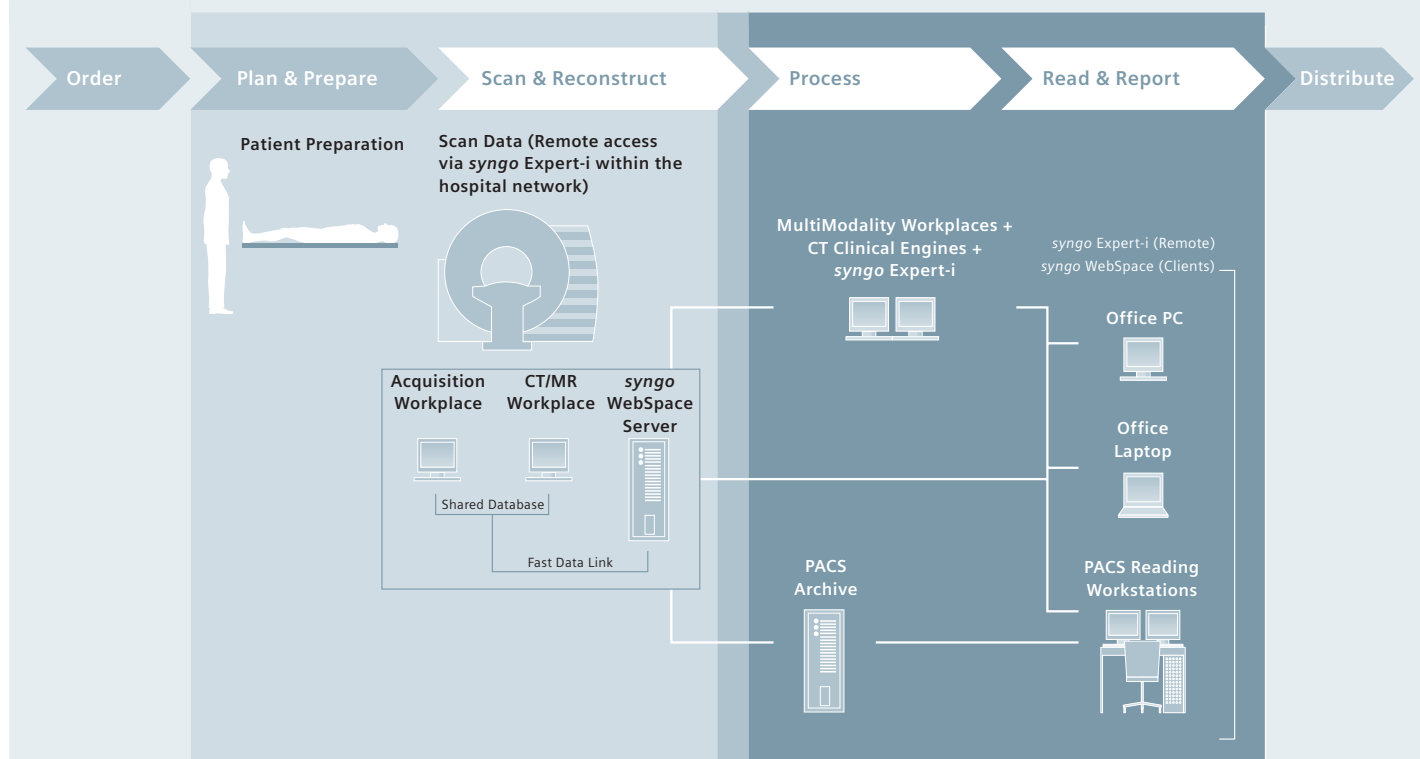 Order
Plan & Prepare
Scan & Reconstruct
Process
Read & Report
Distribute
Patient Preparation
Scan Data (Remote access
via syngo Expert-i within the
hospital network)
MultiModality Workplaces +
CT Clinical Engines +
syngo Expert-i
syngo Expert-i (Remote)
syngo WebSpace (Clients)
Office PC
Acquisition
Workplace
CT/MR
Workplace
syngo
WebSpace
Server
Shared Database
Fast Data Link
Office
Laptop
PACS
Archive
PACS Reading
Workstations